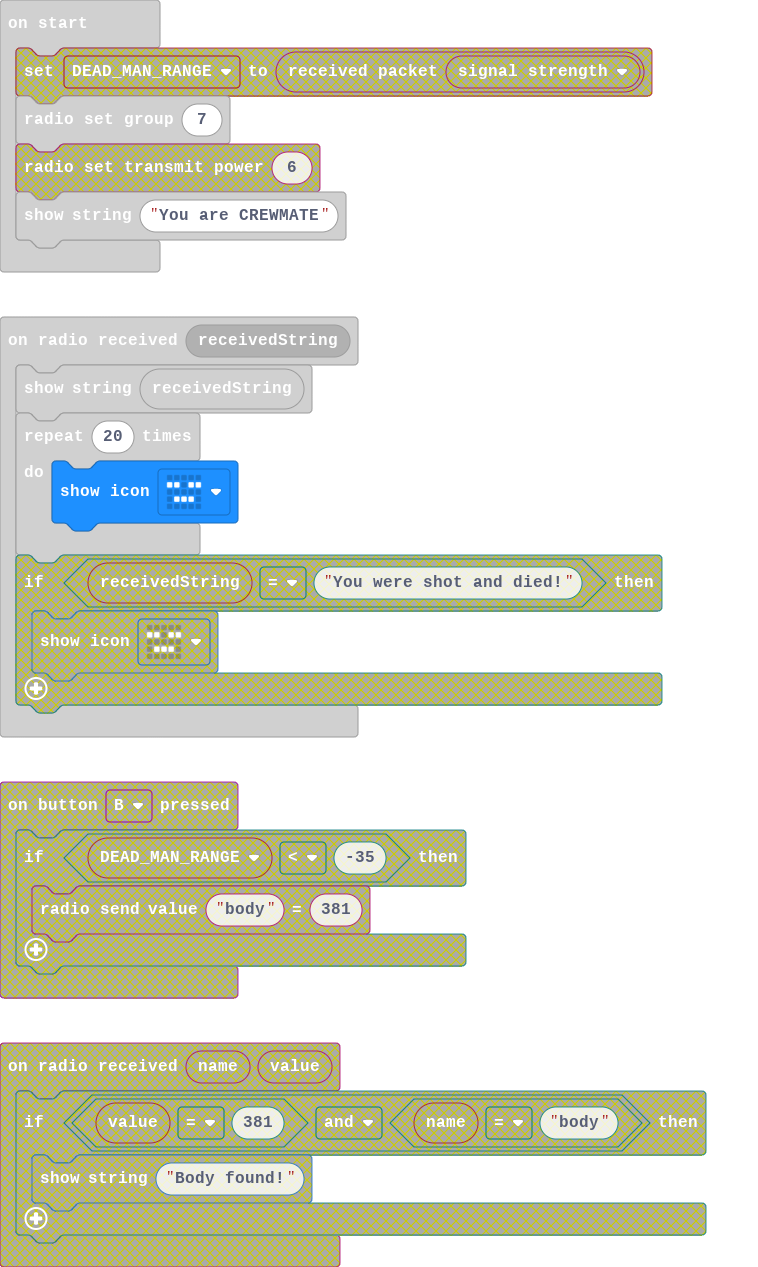 on start
set DEAD_MAN_RANGE to received packet signal strength
radio set group 7
radio set transmit power 6
show string "You are CREWMATE"
on radio received receivedString
show string receivedString
repeat 20 times
do show icon
if receivedString = "You were shot and died!" then
show icon
on button B pressed
if DEAD_MAN_RANGE < -35 then
radio send value "body" = 381
on radio received name value
if value = 381 and name = "body" then
show string "Body found!"